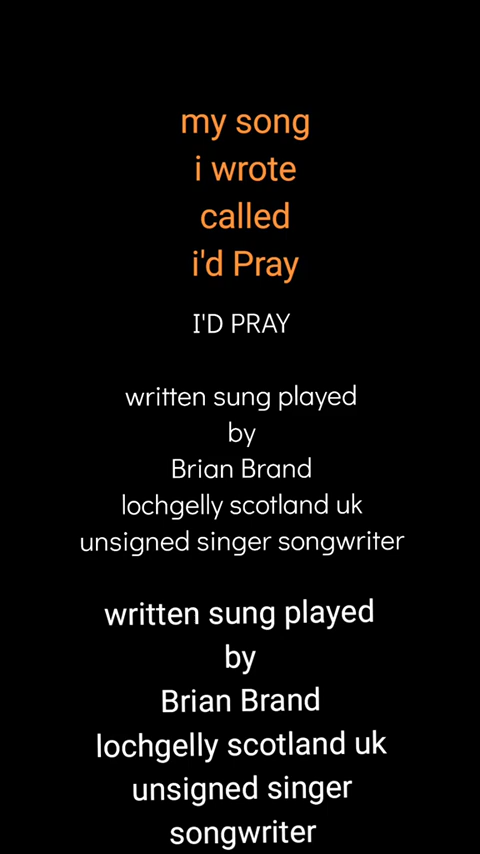 my song
i wrote
called
i'd Pray
I'D PRAY
written sung played
by
Brian Brand
lochgelly scotland uk
unsigned singer songwriter
written sung played
by
Brian Brand
lochgelly scotland uk
unsigned singer
songwriter